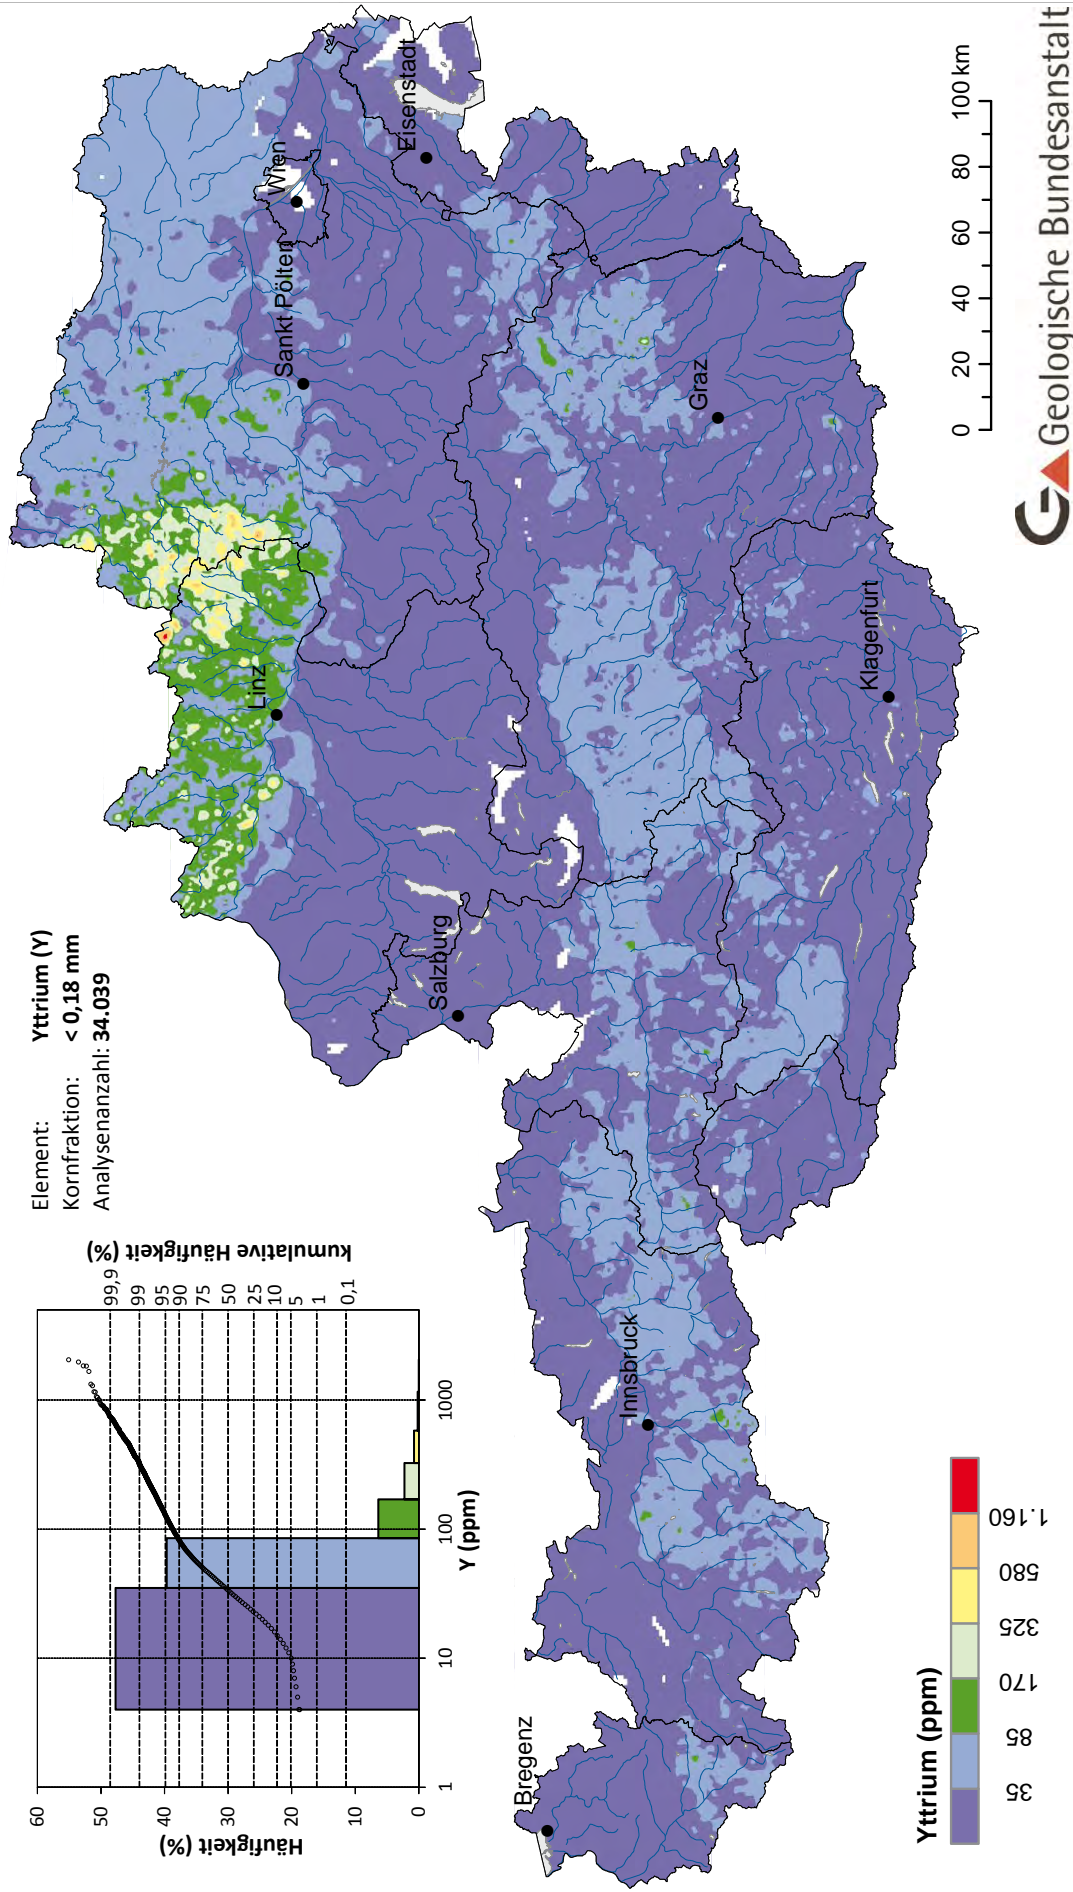 Element: Yttrium (Y)
Kornfraktion: < 0,18 mm
Analysenanzahl: 34.039
Häufigkeit (%)
60
50
40
30
20
10
0
kumulative Häufigkeit (%)
99,9
99
95
90
75
50
25
10
5
1
0,1
1
10
100
1000
Y (ppm)
Bregenz
Innsbruck
Salzburg
Linz
Sankt Pölten
Wien
Eisenstadt
Graz
Klagenfurt
Yttrium (ppm)
35
85
170
325
580
1.160
0
20
40
60
80
100 km
Geologische Bundesanstalt